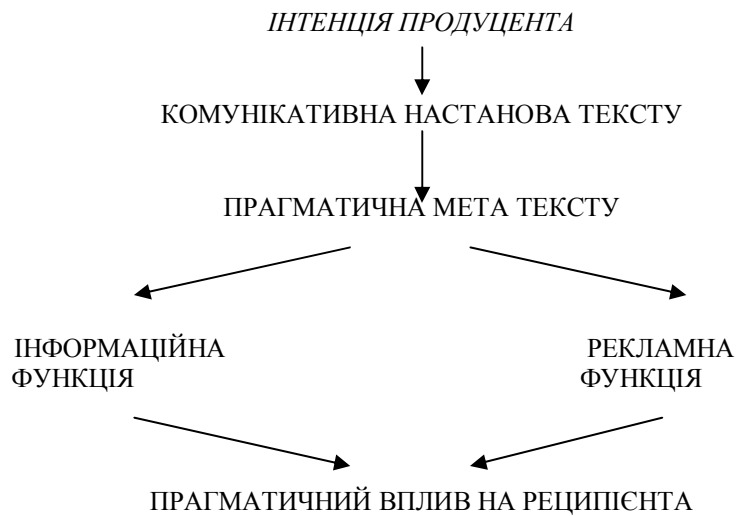 ІНТЕНЦІЯ ПРОДУЦЕНТА
КОМУНІКАТИВНА НАСТАНОВА ТЕКСТУ
ПРАГМАТИЧНА МЕТА ТЕКСТУ
ІНФОРМАЦІЙНА
ФУНКЦІЯ
РЕКЛАМНА
ФУНКЦІЯ
ПРАГМАТИЧНИЙ ВПЛИВ НА РЕЦИПІЄНТА